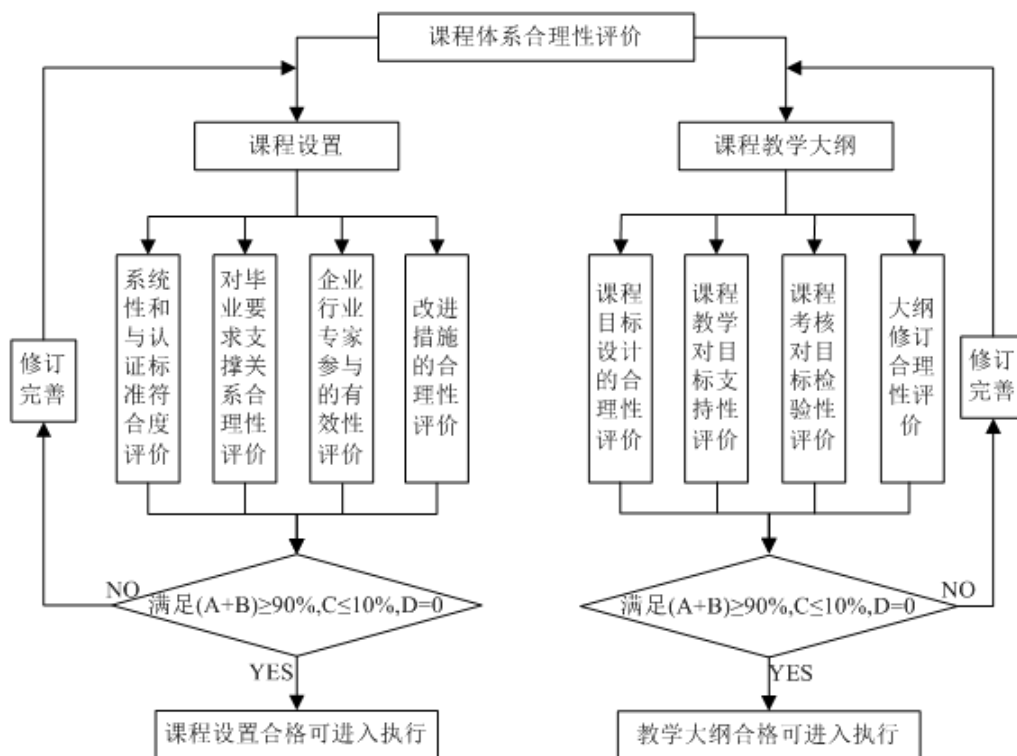 课程体系合理性评价
课程设置
课程教学大纲
系统
性和
与认
证标
准符
合度
评价
对毕
业要
求支
撑关
系合
理性
评价
企业
行业
专家
参与
的有
效性
评价
改进
措施
的合
理性
评价
课程
目标
设计
的合
理性
评价
课程
教学
对目
标支
持性
评价
课程
考核
对目
标检
验性
评价
大纲
修订
合理
性评
价
修订
完善
修订
完善
NO
满足(A+B)≥90%,C≤10%,D=0
满足(A+B)≥90%,C≤10%,D=0
NO
YES
YES
课程设置合格可进入执行
教学大纲合格可进入执行